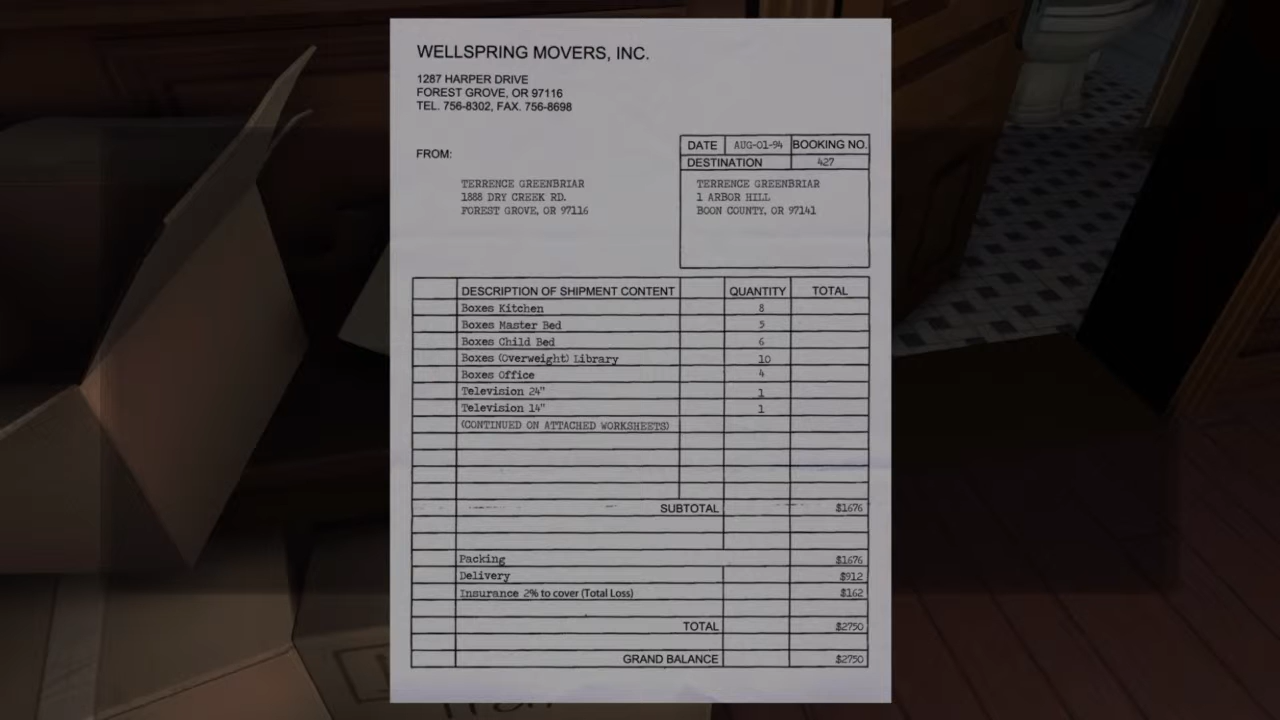 WELLSPRING MOVERS, INC.
1287 HARPER DRIVE
FOREST GROVE, OR 97116
TEL. 756-8302, FAX. 756-8698
DATE AUG-01-94 BOOKING NO.
DESTINATION 427
FROM:
TERRENCE GREENBRIAR
1888 DRY CREEK RD.
FOREST GROVE, OR 97116
TERRENCE GREENBRIAR
1 ARBOR HILL
BOON COUNTY, OR 97141
DESCRIPTION OF SHIPMENT CONTENT QUANTITY TOTAL
Boxes Kitchen 8
Boxes Master Bed 5
Boxes Child Bed 6
Boxes (Overweight) Library 10
Boxes Office 4
Television 24" 1
Television 14" 1
(CONTINUED ON ATTACHED WORKSHEETS)
SUBTOTAL $1676
Packing $1676
Delivery $912
Insurance 2% to cover (Total Loss) $162
TOTAL $2750
GRAND BALANCE $2750